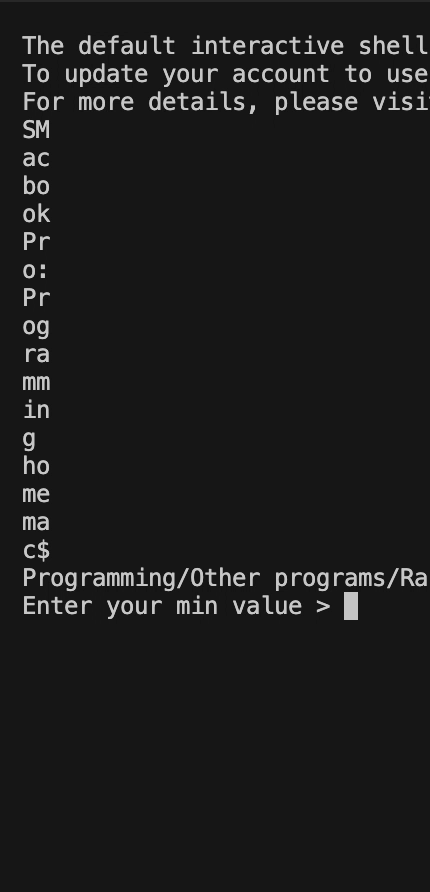 The default interactive shell
To update your account to use
For more details, please visi
SM
ac
bo
ok
Pr
o:
Pr
og
ra
mm
in
g
ho
me
ma
c$
Programming/Other programs/Ra
Enter your min value >